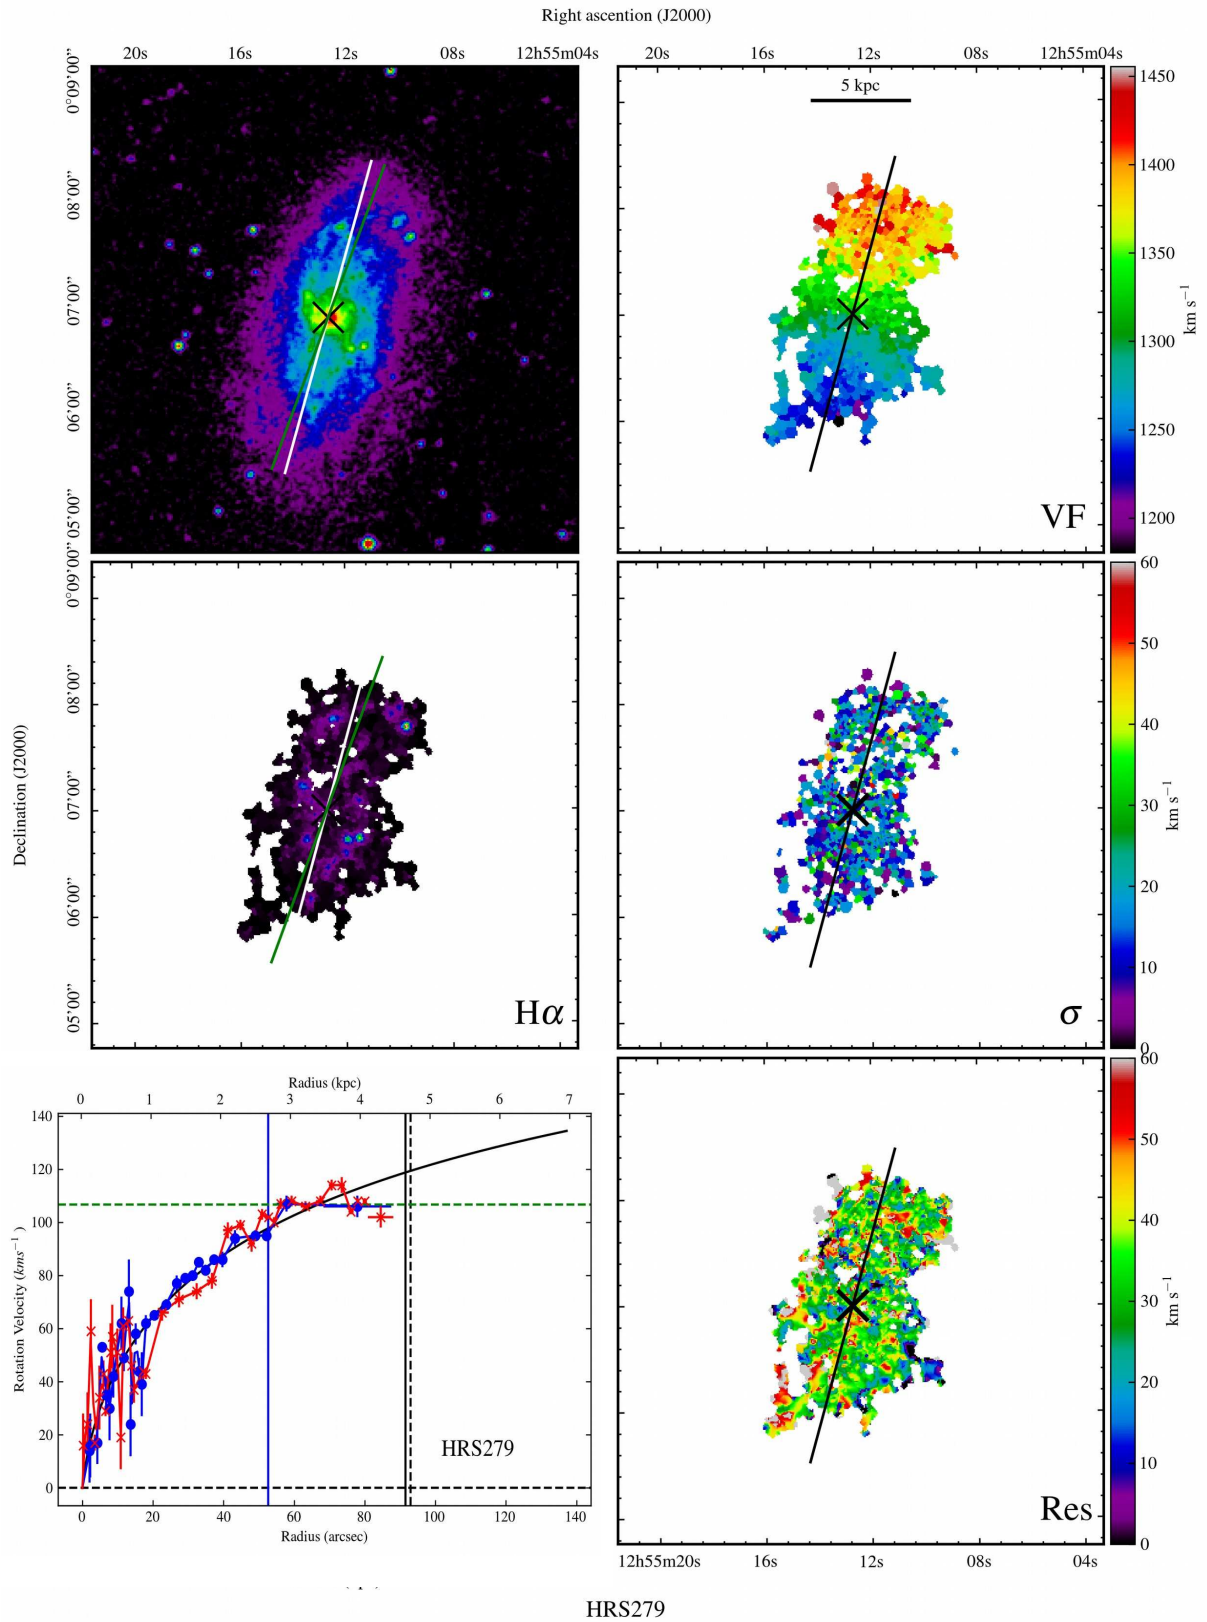 Right ascention (J2000)
20s 16s 12s 08s 12h55m04s
20s 16s 12s 08s 12h55m04s
0°09'00"
08'00"
07'00"
06'00"
05'00"
5 kpc
VF
1450
1400
1350
1300
1250
1200
km s⁻¹
Declination (J2000)
0°09'00"
08'00"
07'00"
06'00"
05'00"
Hα
σ
60
50
40
30
20
10
0
km s⁻¹
Radius (kpc)
0 1 2 3 4 5 6 7
140
120
100
80
60
40
20
0
Rotation Velocity (kms⁻¹)
HRS279
0 20 40 60 80 100 120 140
Radius (arcsec)
Res
60
50
40
30
20
10
0
km s⁻¹
12h55m20s 16s 12s 08s 04s
HRS279